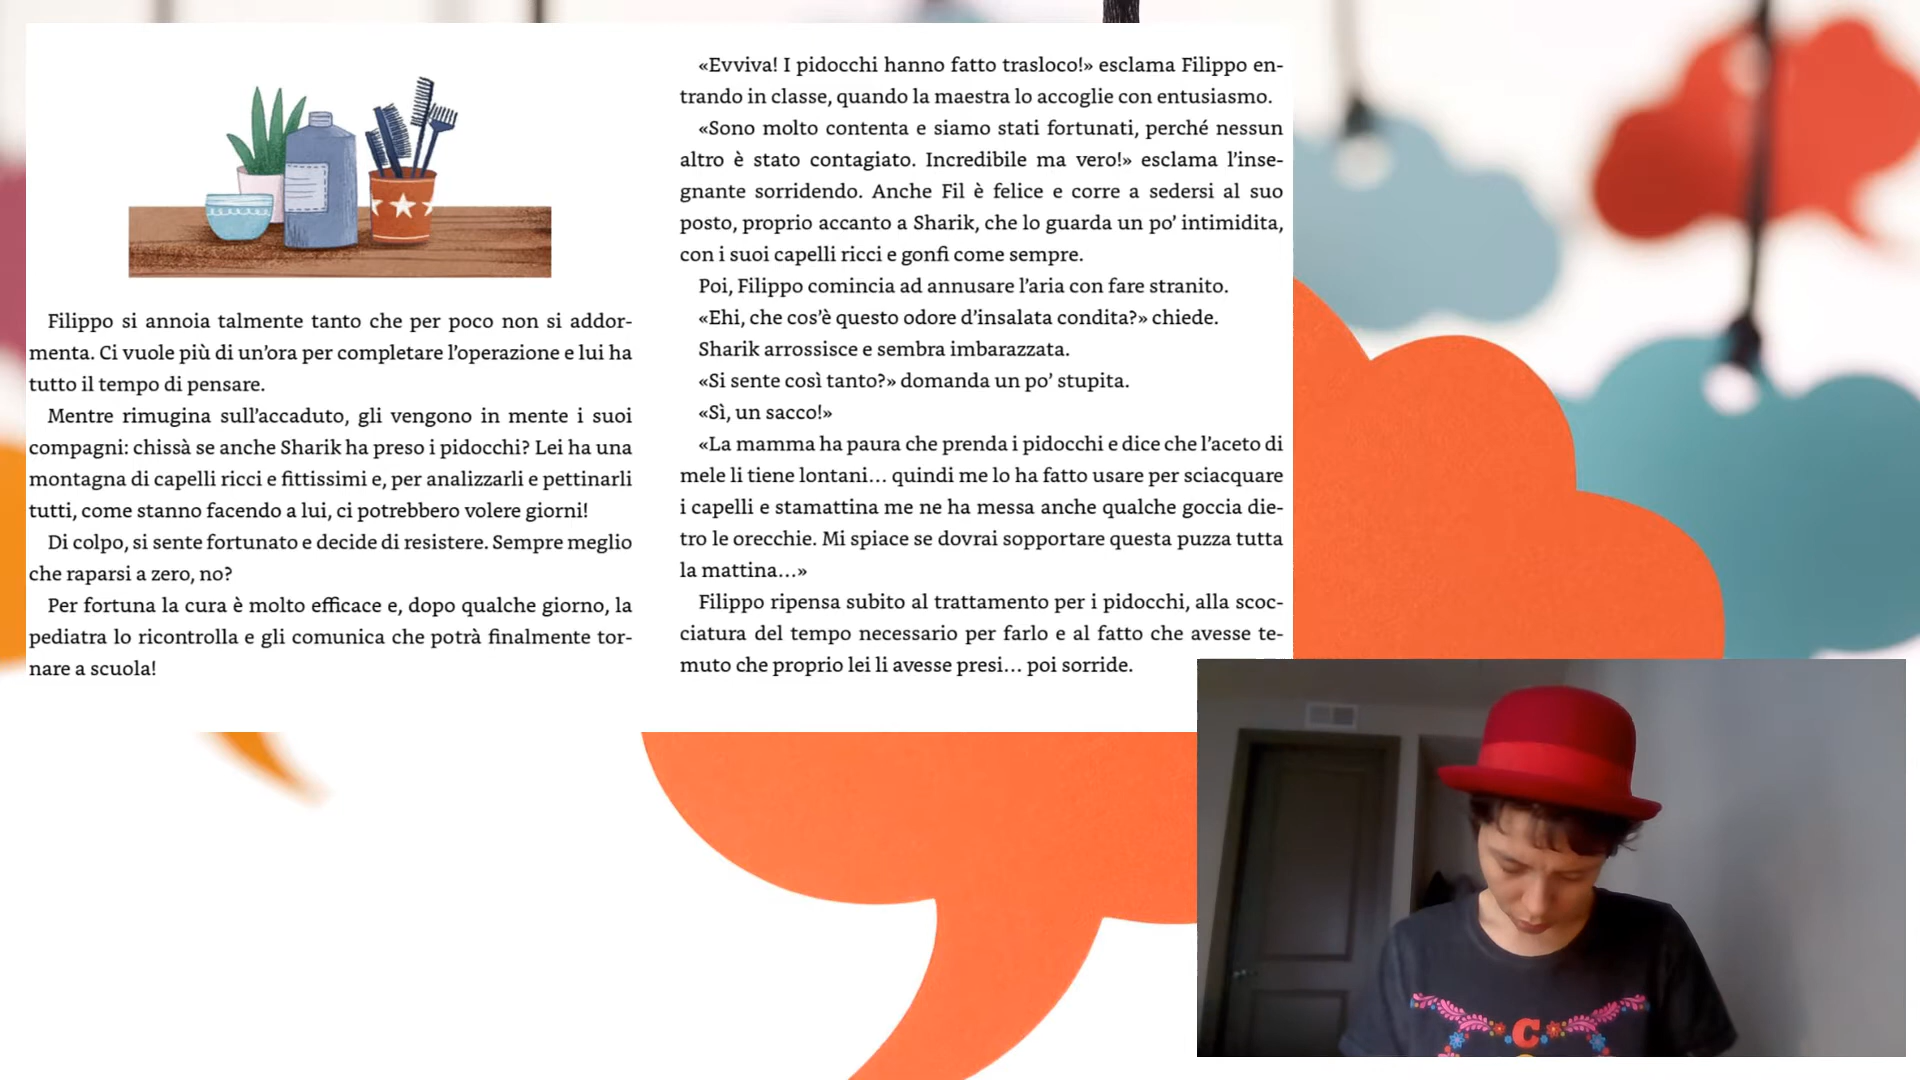 Filippo si annoia talmente tanto che per poco non si addor-
menta. Ci vuole più di un'ora per completare l'operazione e lui ha
tutto il tempo di pensare.
Mentre rimugina sull'accaduto, gli vengono in mente i suoi
compagni: chissà se anche Sharik ha preso i pidocchi? Lei ha una
montagna di capelli ricci e fittissimi e, per analizzarli e pettinarli
tutti, come stanno facendo a lui, ci potrebbero volere giorni!
Di colpo, si sente fortunato e decide di resistere. Sempre meglio
che raparsi a zero, no?
Per fortuna la cura è molto efficace e, dopo qualche giorno, la
pediatra lo ricontrolla e gli comunica che potrà finalmente tor-
nare a scuola!
«Evviva! I pidocchi hanno fatto trasloco!» esclama Filippo en-
trando in classe, quando la maestra lo accoglie con entusiasmo.
«Sono molto contenta e siamo stati fortunati, perché nessun
altro è stato contagiato. Incredibile ma vero!» esclama l'inse-
gnante sorridendo. Anche Fil è felice e corre a sedersi al suo
posto, proprio accanto a Sharik, che lo guarda un po' intimidita,
con i suoi capelli ricci e gonfi come sempre.
Poi, Filippo comincia ad annusare l'aria con fare stranito.
«Ehi, che cos'è questo odore d'insalata condita?» chiede.
Sharik arrossisce e sembra imbarazzata.
«Si sente così tanto?» domanda un po' stupita.
«Sì, un sacco!»
«La mamma ha paura che prenda i pidocchi e dice che l'aceto di
mele li tiene lontani... quindi me lo ha fatto usare per sciacquare
i capelli e stamattina me ne ha messa anche qualche goccia die-
tro le orecchie. Mi spiace se dovrai sopportare questa puzza tutta
la mattina...»
Filippo ripensa subito al trattamento per i pidocchi, alla scoc-
ciatura del tempo necessario per farlo e al fatto che avesse te-
muto che proprio lei li avesse presi... poi sorride.
C